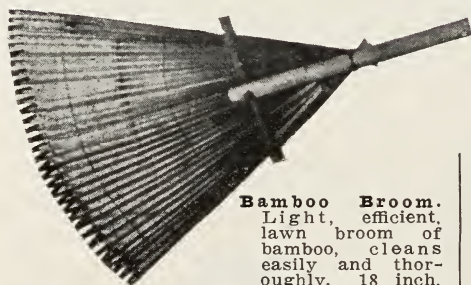 Bamboo Broom.
Light, efficient,
lawn broom of
bamboo, cleans
easily and thor-
oughly. 18 inch,